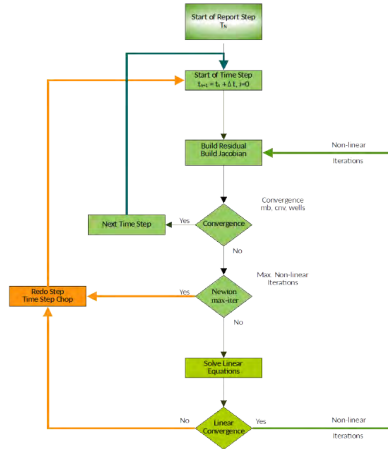 Start of Report Step
Tₙ
Start of Time Step
tₙ₊₁ = tₙ + Δ t, i=0
Build Residual
Build Jacobian
Non-linear
Iterations
Convergence
mb, cnv, wells
Next Time Step
Yes
Convergence
No
Max. Non-linear
Iterations
Redo Step
Time Step Chop
Yes
Newton
max-iter
No
Solve Linear
Equations
No
Linear
Convergence
Yes
Non-linear
Iterations